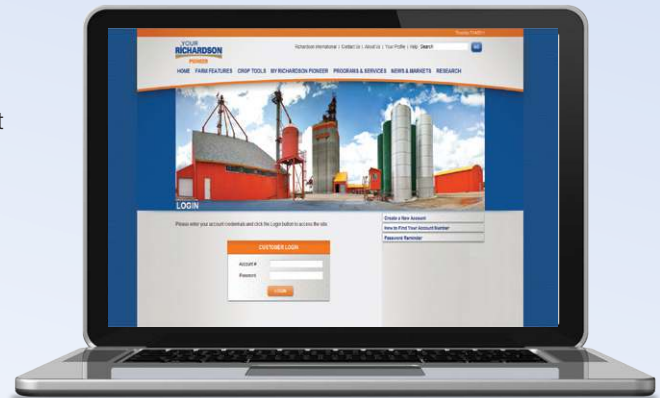 t
YOUR
RICHARDSON
PIONEER
Richardson International | Contact Us | About Us | Your Profile | Help Search GO
HOME FARM FEATURES CROP TOOLS MY RICHARDSON PIONEER PROGRAMS & SERVICES NEWS & MARKETS RESEARCH
LOGIN
Please enter your account credentials and click the Login button to access the site.
Create a New Account
How to Find Your Account Number
Password Reminder
CUSTOMER LOGIN
Account #
Password
LOGIN